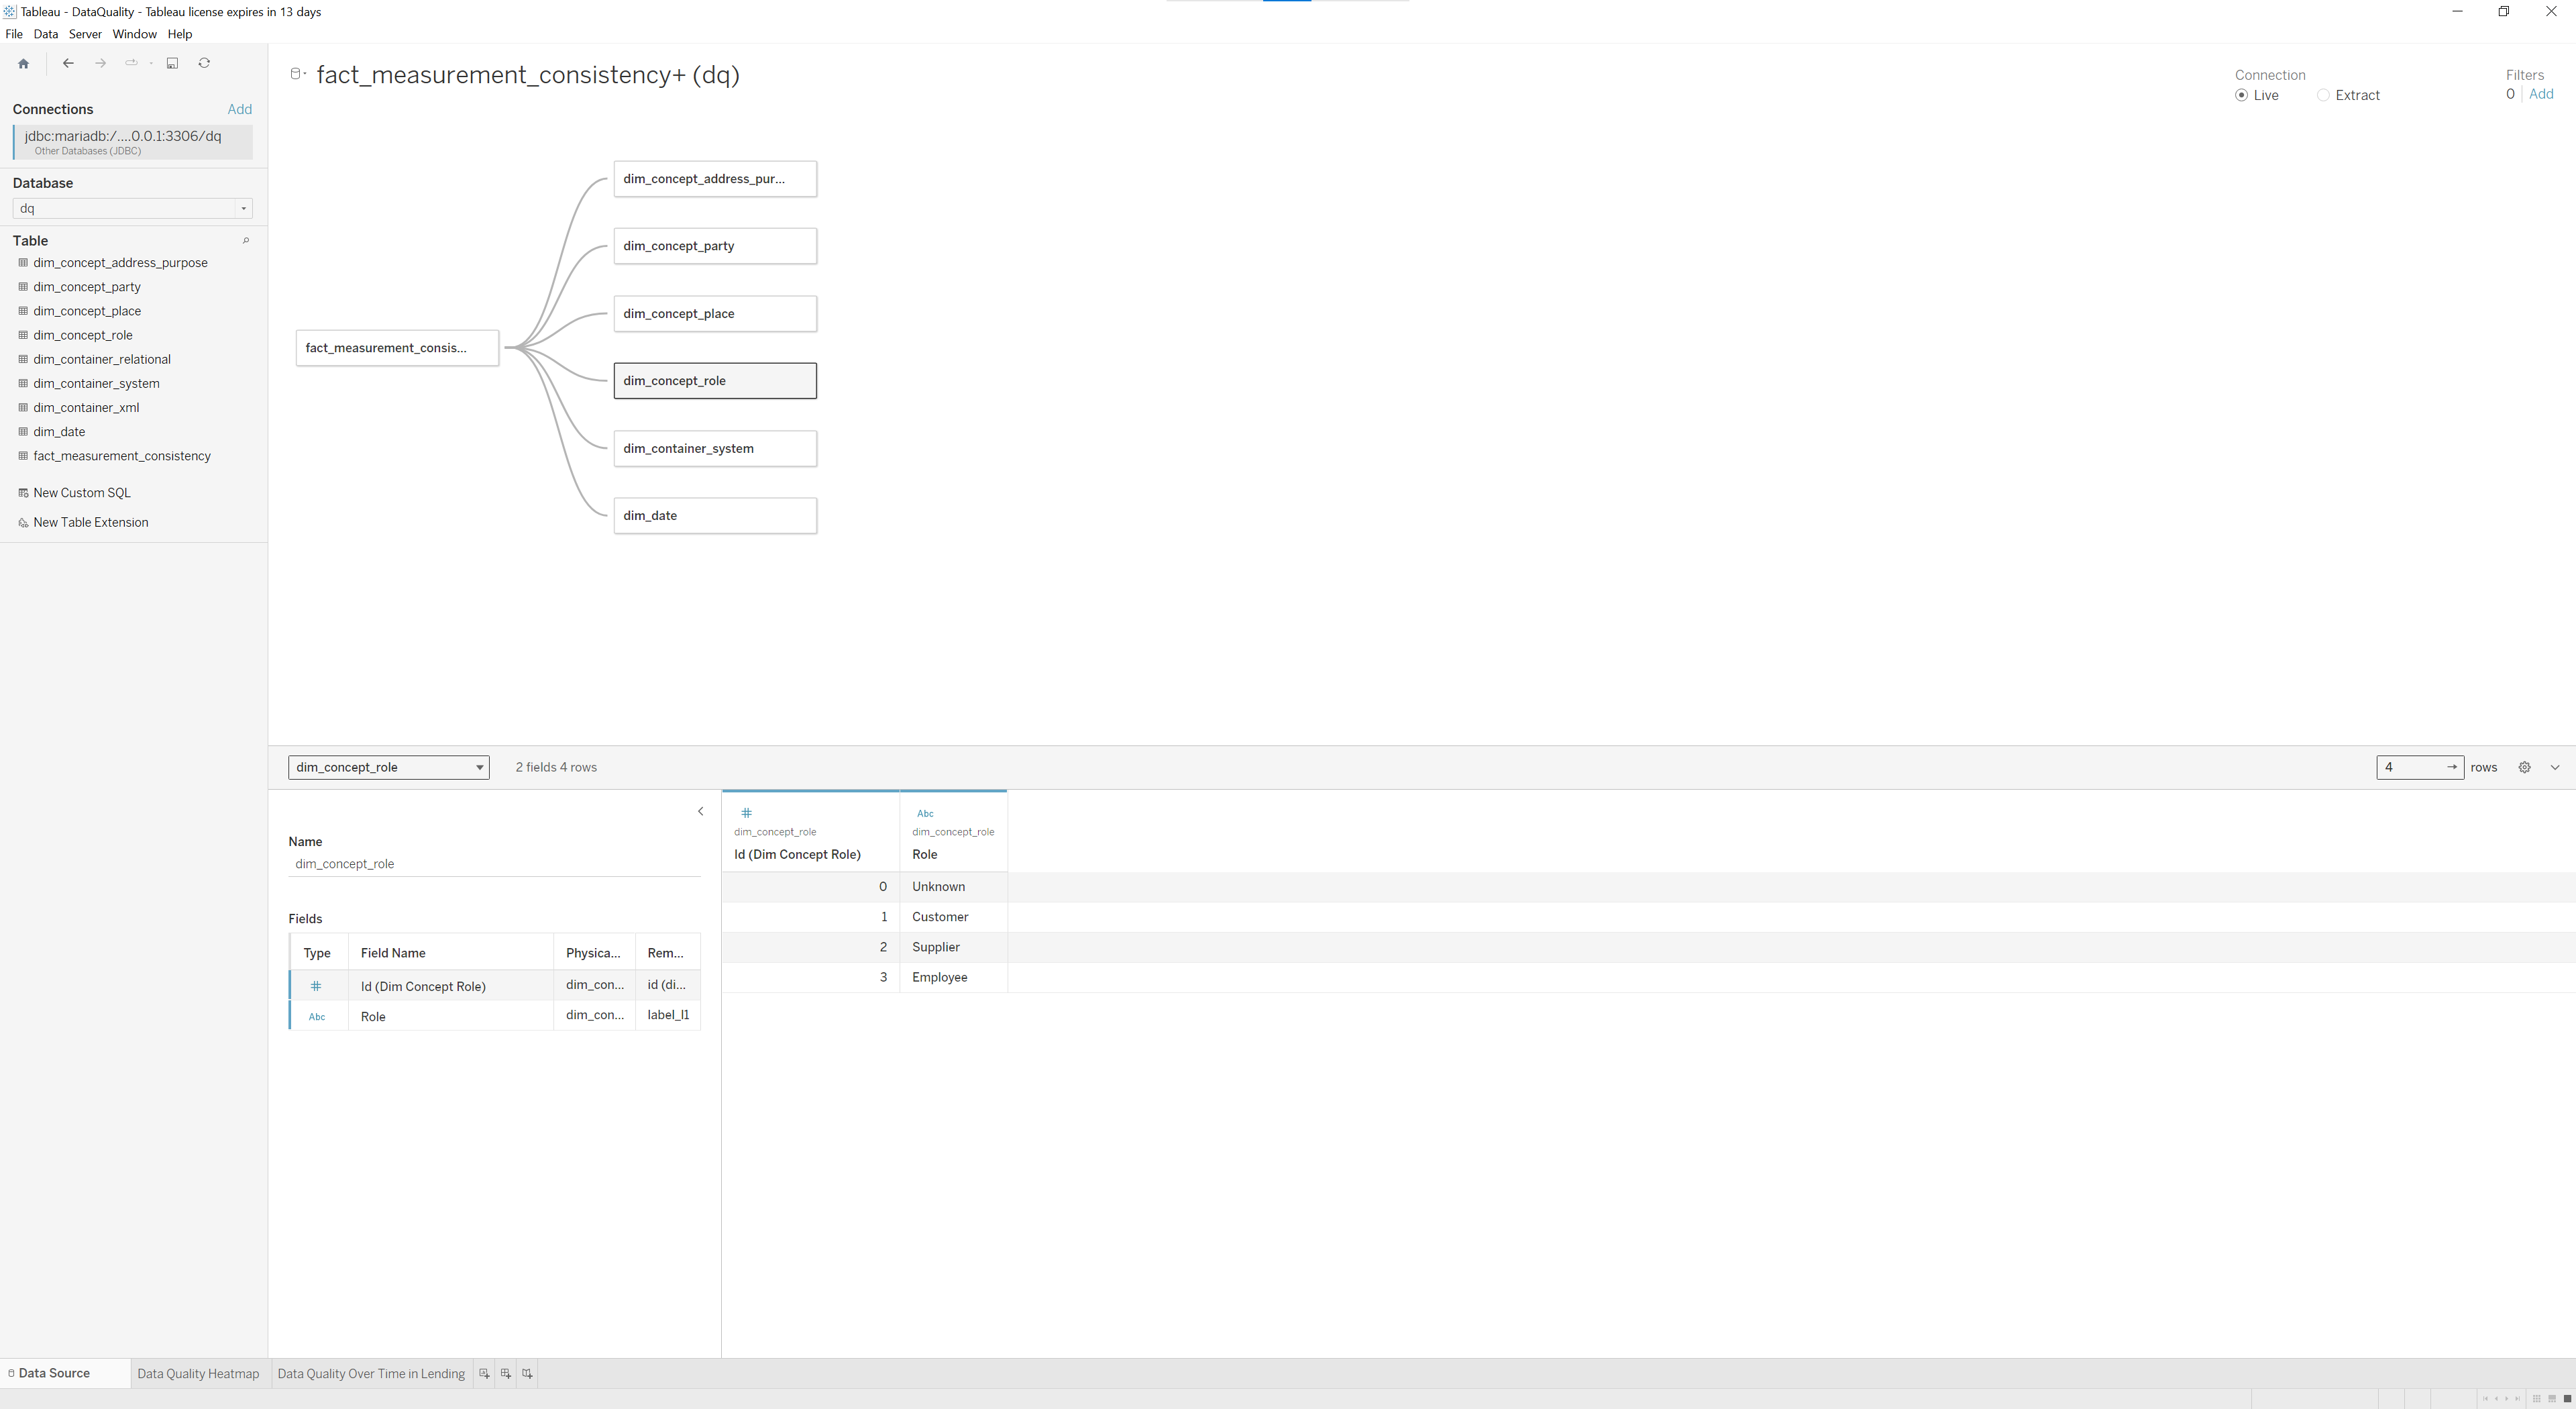 Tableau - DataQuality - Tableau license expires in 13 days
File Data Server Window Help
Connections Add
jdbc:mariadb:/....0.0.1:3306/dq
Other Databases (JDBC)
Database
dq
Table
dim_concept_address_purpose
dim_concept_party
dim_concept_place
dim_concept_role
dim_container_relational
dim_container_system
dim_container_xml
dim_date
fact_measurement_consistency
New Custom SQL
New Table Extension
fact_measurement_consistency+ (dq)
Connection
Live Extract
Filters
0 Add
fact_measurement_consis...
dim_concept_address_pur...
dim_concept_party
dim_concept_place
dim_concept_role
dim_container_system
dim_date
dim_concept_role 2 fields 4 rows
4 rows
Name
dim_concept_role
Fields
Type Field Name Physica... Rem...
# Id (Dim Concept Role) dim_con... id (di...
Abc Role dim_con... label_l1
# Abc
dim_concept_role dim_concept_role
Id (Dim Concept Role) Role
0 Unknown
1 Customer
2 Supplier
3 Employee
Data Source Data Quality Heatmap Data Quality Over Time in Lending